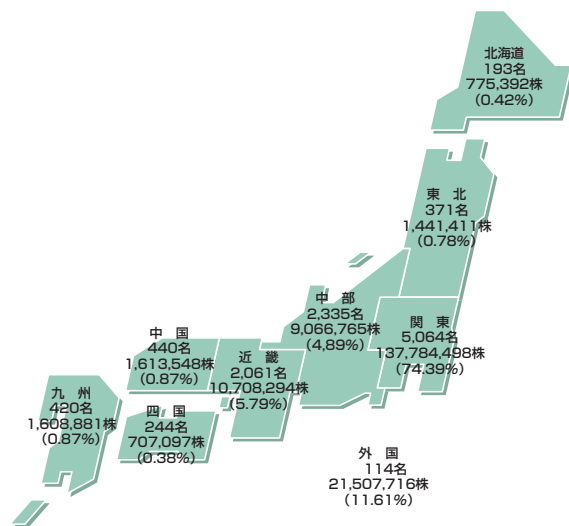 北海道
193名
775,392株
(0.42%)
東 北
371名
1,441,411株
(0.78%)
中 部
2,335名
9,066,765株
(4,89%)
関 東
5,064名
137,784,498株
(74.39%)
中 国
440名
1,613,548株
(0.87%)
近 畿
2,061名
10,708,294株
(5.79%)
九 州
420名
1,608,881株
(0.87%)
四 国
244名
707,097株
(0.38%)
外 国
114名
21,507,716株
(11.61%)